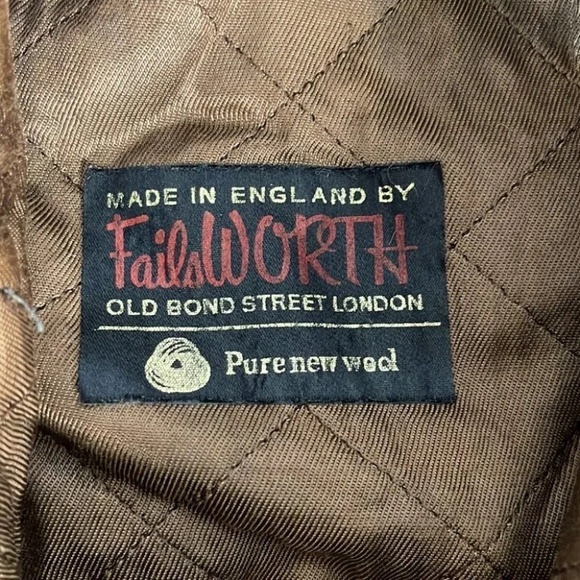 MADE IN ENGLAND BY
FailsWORTH
OLD BOND STREET LONDON
Pure new wool